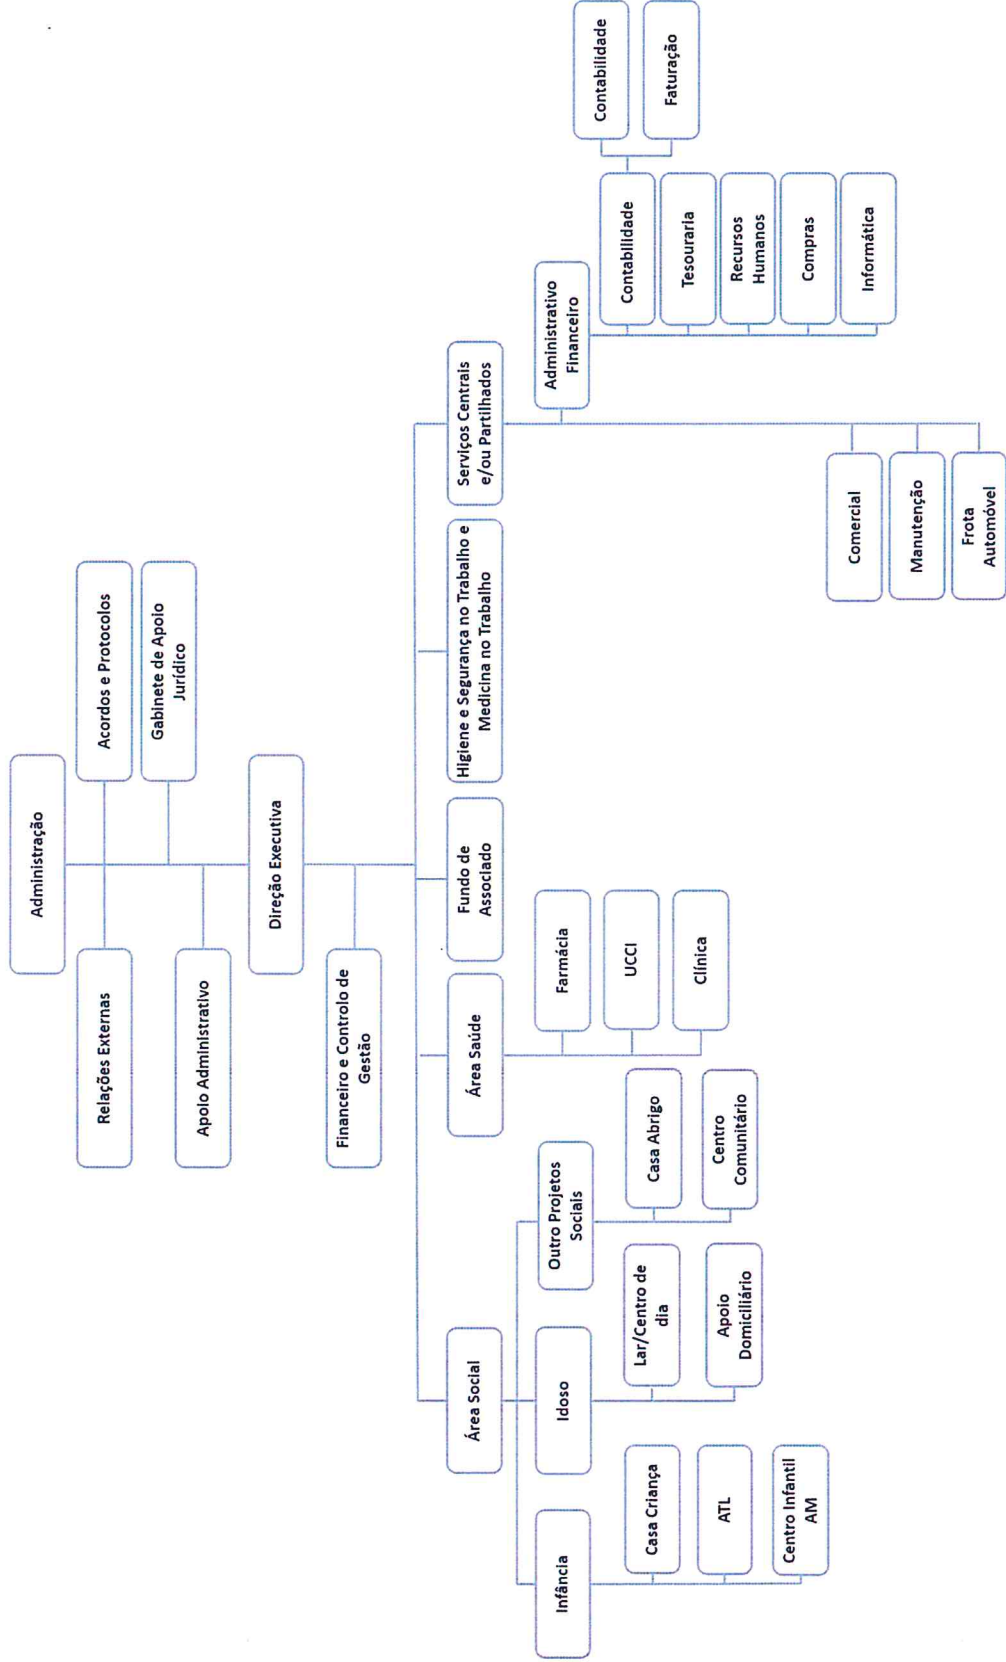 Administração
Relações Externas
Acordos e Protocolos
Gabinete de Apoio
Jurídico
Apoio Administrativo
Direção Executiva
Financeiro e Controlo de
Gestão
Área Social
Área Saúde
Fundo de
Associado
Higiene e Segurança no Trabalho e
Medicina no Trabalho
Serviços Centrais
e/ou Partilhados
Infância
Casa Criança
ATL
Centro Infantil
AM
Idoso
Lar/Centro de
dia
Apoio
Domiciliário
Outro Projetos
Sociais
Casa Abrigo
Centro
Comunitário
Farmácia
UCCI
Clínica
Administrativo
Financeiro
Contabilidade
Contabilidade
Faturação
Tesouraria
Recursos
Humanos
Compras
Informática
Comercial
Manutenção
Frota
Automóvel